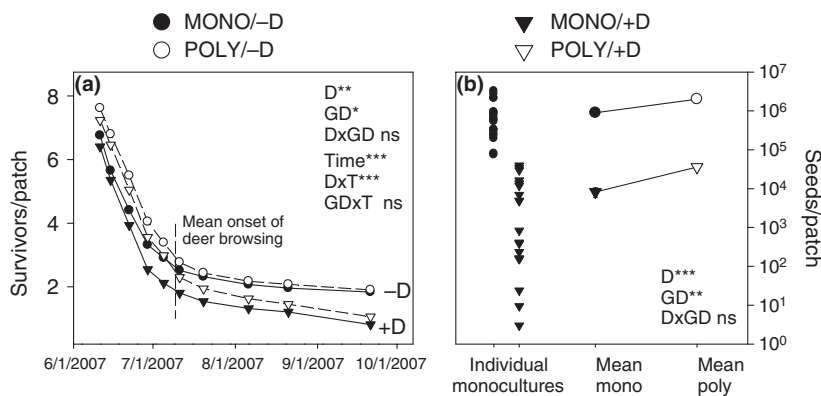 MONO/–D
POLY/–D
MONO/+D
POLY/+D
(a)
D**
GD*
DxGD ns
Time***
DxT***
GDxT ns
Mean onset of
deer browsing
–D
+D
Survivors/patch
8
6
4
2
6/1/2007 7/1/2007 8/1/2007 9/1/2007 10/1/2007
(b)
D***
GD**
DxGD ns
10⁷
10⁶
10⁵
10⁴
10³
10²
10¹
10⁰
Seeds/patch
Individual
monocultures
Mean
mono
Mean
poly